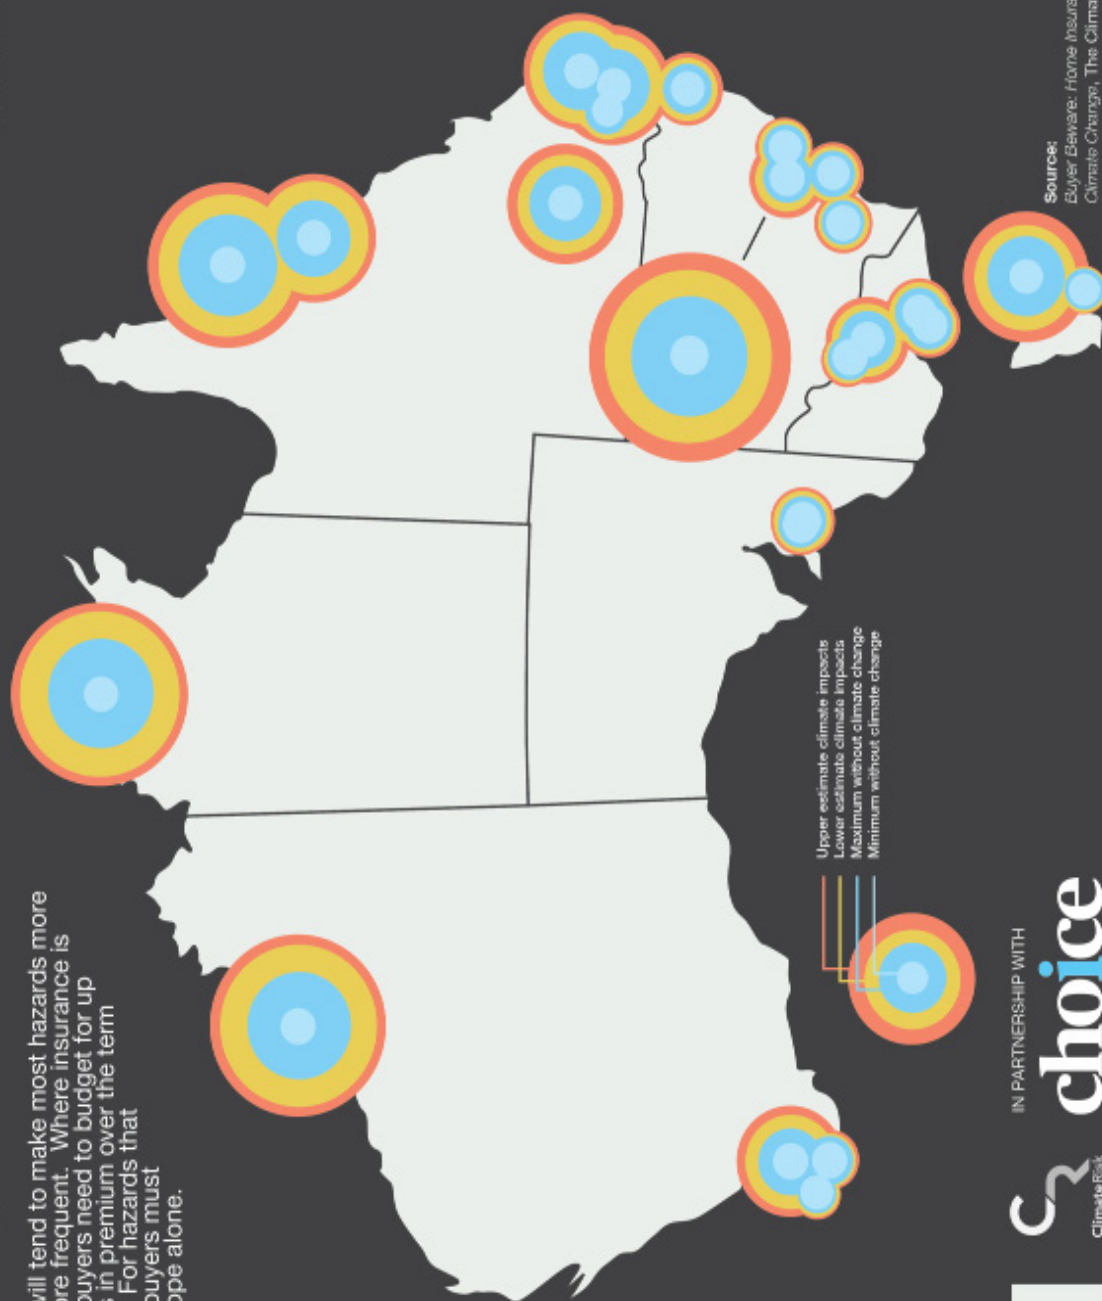 will tend to make most hazards more
ore frequent. Where insurance is
buyers need to budget for up
s in premium over the term
For hazards that
buyers must
ope alone.
Upper estimate climate impacts
Lower estimate climate impacts
Maximum without climate change
Minimum without climate change
IN PARTNERSHIP WITH
CR
ClimateRisk
choice
Source:
Buyer Beware: Home Insura
Climate Change, The Clima